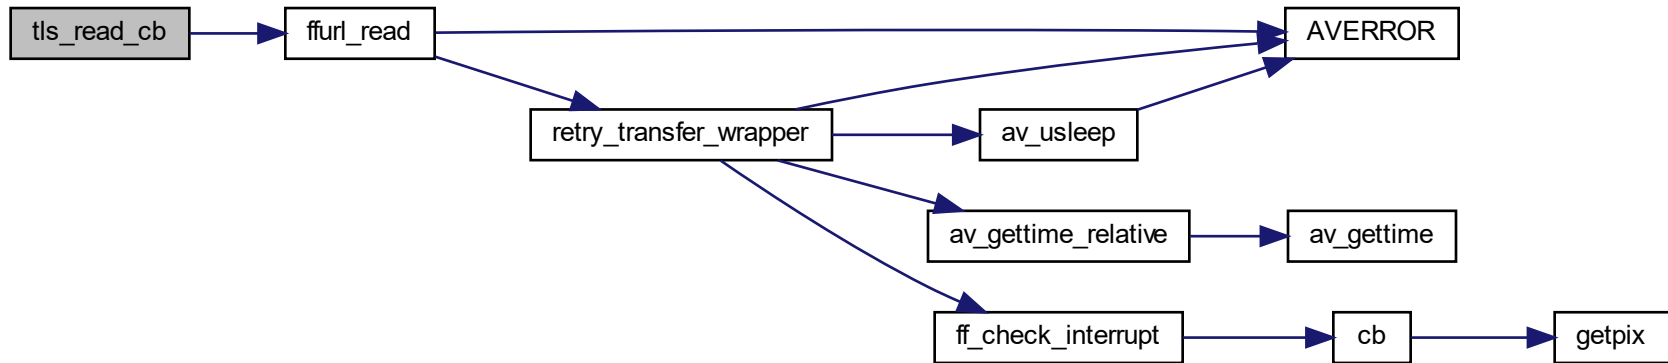 tls_read_cb
ffurl_read
AVERROR
retry_transfer_wrapper
av_usleep
av_gettime_relative
av_gettime
ff_check_interrupt
cb
getpix